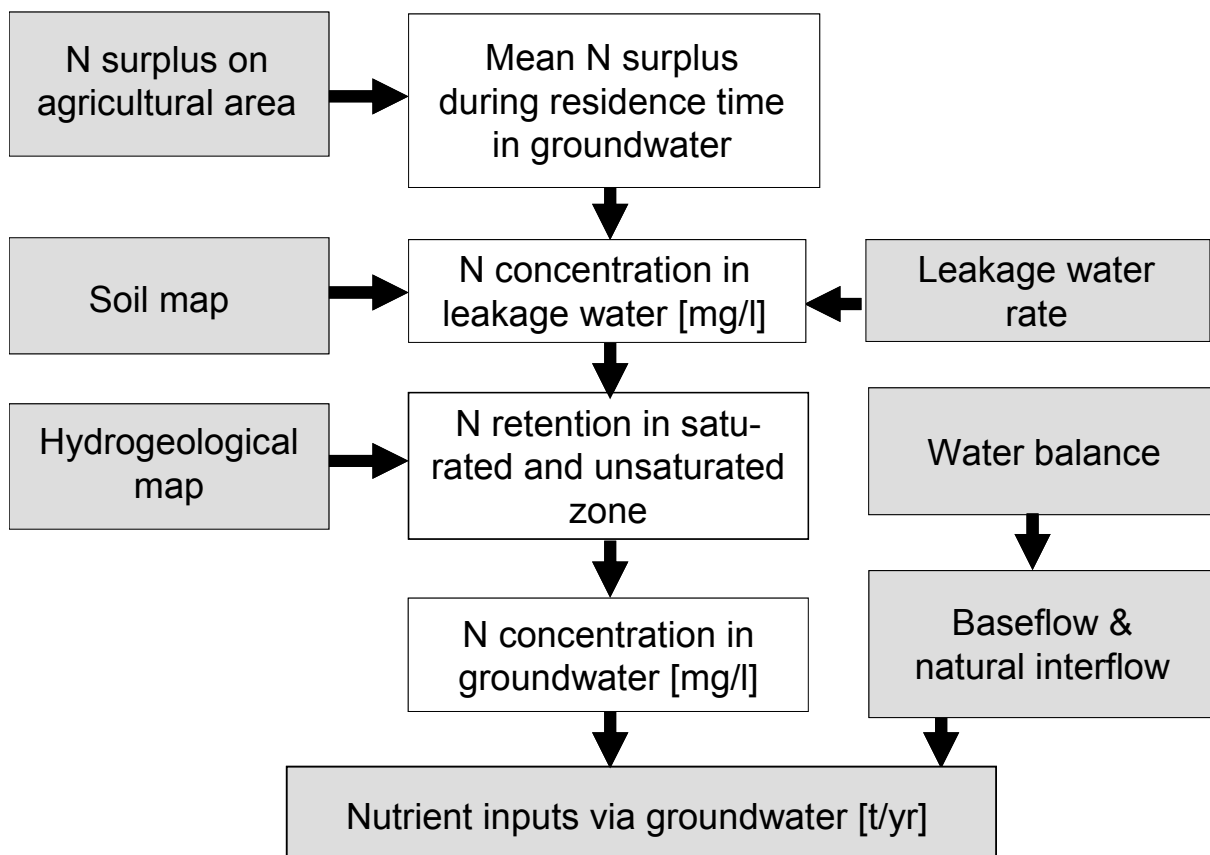 N surplus on
agricultural area
Mean N surplus
during residence time
in groundwater
Soil map
N concentration in
leakage water [mg/l]
Leakage water
rate
Hydrogeological
map
N retention in satu-
rated and unsaturated
zone
Water balance
N concentration in
groundwater [mg/l]
Baseflow &
natural interflow
Nutrient inputs via groundwater [t/yr]